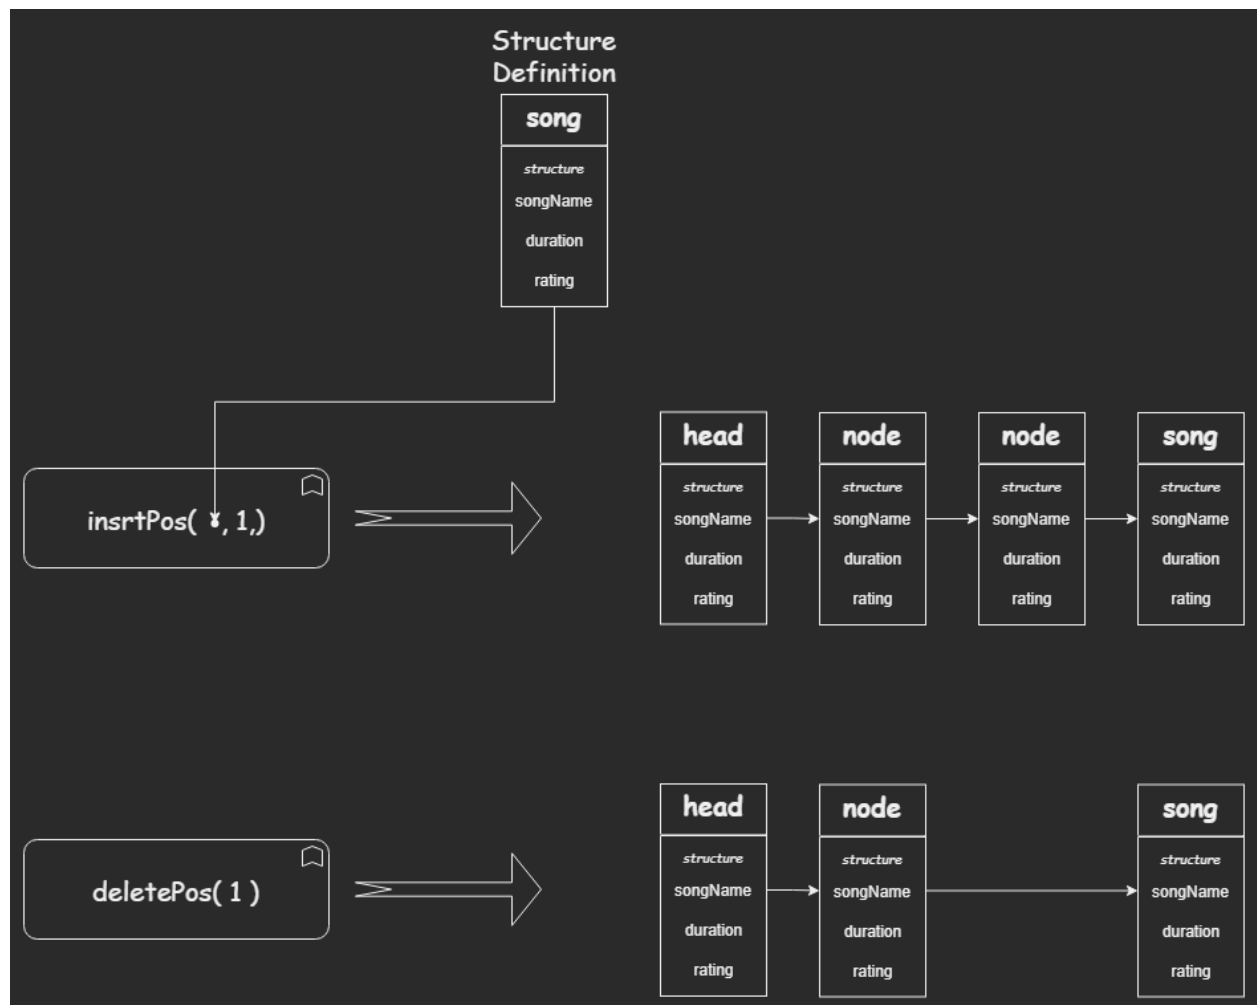 Structure
Definition
song
structure
songName
duration
rating
insrtPos( *, 1,)
head
structure
songName
duration
rating
node
structure
songName
duration
rating
node
structure
songName
duration
rating
song
structure
songName
duration
rating
deletePos( 1 )
head
structure
songName
duration
rating
node
structure
songName
duration
rating
song
structure
songName
duration
rating